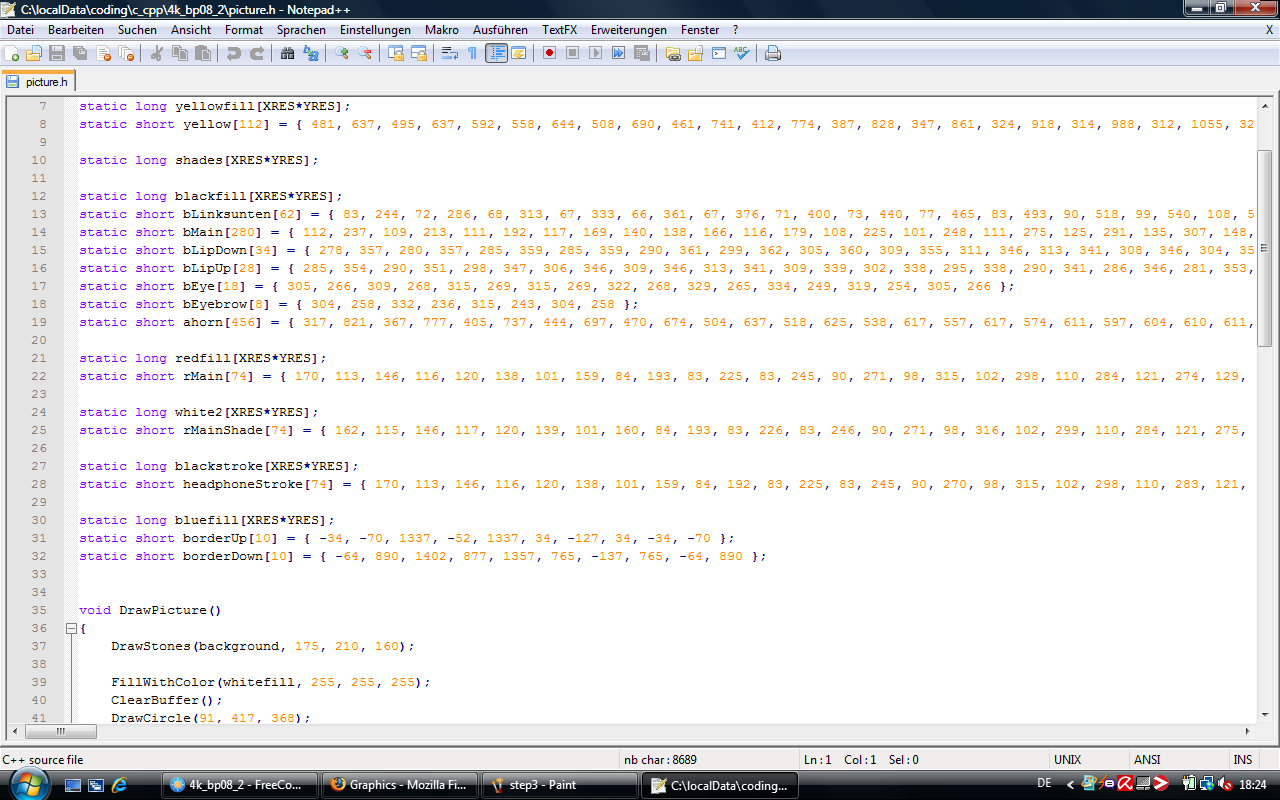 C:\localData\coding\c_cpp\4k_bp08_2\picture.h - Notepad++
Datei Bearbeiten Suchen Ansicht Format Sprachen Einstellungen Makro Ausführen TextFX Erweiterungen Fenster ? X
picture.h
7 static long yellowfill[XRES*YRES];
8 static short yellow[112] = { 481, 637, 495, 637, 592, 558, 644, 508, 690, 461, 741, 412, 774, 387, 828, 347, 861, 324, 918, 314, 988, 312, 1055, 32
9
10 static long shades[XRES*YRES];
11
12 static long blackfill[XRES*YRES];
13 static short bLinksunten[62] = { 83, 244, 72, 286, 68, 313, 67, 333, 66, 361, 67, 376, 71, 400, 73, 440, 77, 465, 83, 493, 90, 518, 99, 540, 108, 5
14 static short bMain[280] = { 112, 237, 109, 213, 111, 192, 117, 169, 140, 138, 166, 116, 179, 108, 225, 101, 248, 111, 275, 125, 291, 135, 307, 148,
15 static short bLipDown[34] = { 278, 357, 280, 357, 285, 359, 285, 359, 290, 361, 299, 362, 305, 360, 309, 355, 311, 346, 313, 341, 308, 346, 304, 35
16 static short bLipUp[28] = { 285, 354, 290, 351, 298, 347, 306, 346, 309, 346, 313, 341, 309, 339, 302, 338, 295, 338, 290, 341, 286, 346, 281, 353,
17 static short bEye[18] = { 305, 266, 309, 268, 315, 269, 315, 269, 322, 268, 329, 265, 334, 249, 319, 254, 305, 266 };
18 static short bEyebrow[8] = { 304, 258, 332, 236, 315, 243, 304, 258 };
19 static short ahorn[456] = { 317, 821, 367, 777, 405, 737, 444, 697, 470, 674, 504, 637, 518, 625, 538, 617, 557, 617, 574, 611, 597, 604, 610, 611,
20
21 static long redfill[XRES*YRES];
22 static short rMain[74] = { 170, 113, 146, 116, 120, 138, 101, 159, 84, 193, 83, 225, 83, 245, 90, 271, 98, 315, 102, 298, 110, 284, 121, 274, 129,
23
24 static long white2[XRES*YRES];
25 static short rMainShade[74] = { 162, 115, 146, 117, 120, 139, 101, 160, 84, 193, 83, 226, 83, 246, 90, 271, 98, 316, 102, 299, 110, 284, 121, 275,
26
27 static long blackstroke[XRES*YRES];
28 static short headphoneStroke[74] = { 170, 113, 146, 116, 120, 138, 101, 159, 84, 192, 83, 225, 83, 245, 90, 270, 98, 315, 102, 298, 110, 283, 121,
29
30 static long bluefill[XRES*YRES];
31 static short borderUp[10] = { -34, -70, 1337, -52, 1337, 34, -127, 34, -34, -70 };
32 static short borderDown[10] = { -64, 890, 1402, 877, 1357, 765, -137, 765, -64, 890 };
33
34
35 void DrawPicture()
36 {
37 DrawStones(background, 175, 210, 160);
38
39 FillWithColor(whitefill, 255, 255, 255);
40 ClearBuffer();
41 DrawCircle(91, 417, 368);
C++ source file nb char : 8689 Ln : 1 Col : 1 Sel : 0 UNIX ANSI INS
4k_bp08_2 - FreeCo... Graphics - Mozilla Fi... step3 - Paint C:\localData\coding... DE < 18:24